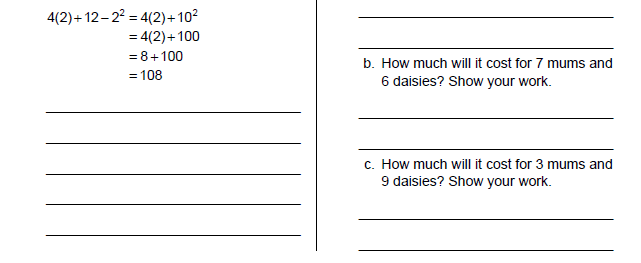 4(2)+12–2² = 4(2)+10²
= 4(2)+100
= 8+100
= 108
b. How much will it cost for 7 mums and
6 daisies? Show your work.
c. How much will it cost for 3 mums and
9 daisies? Show your work.